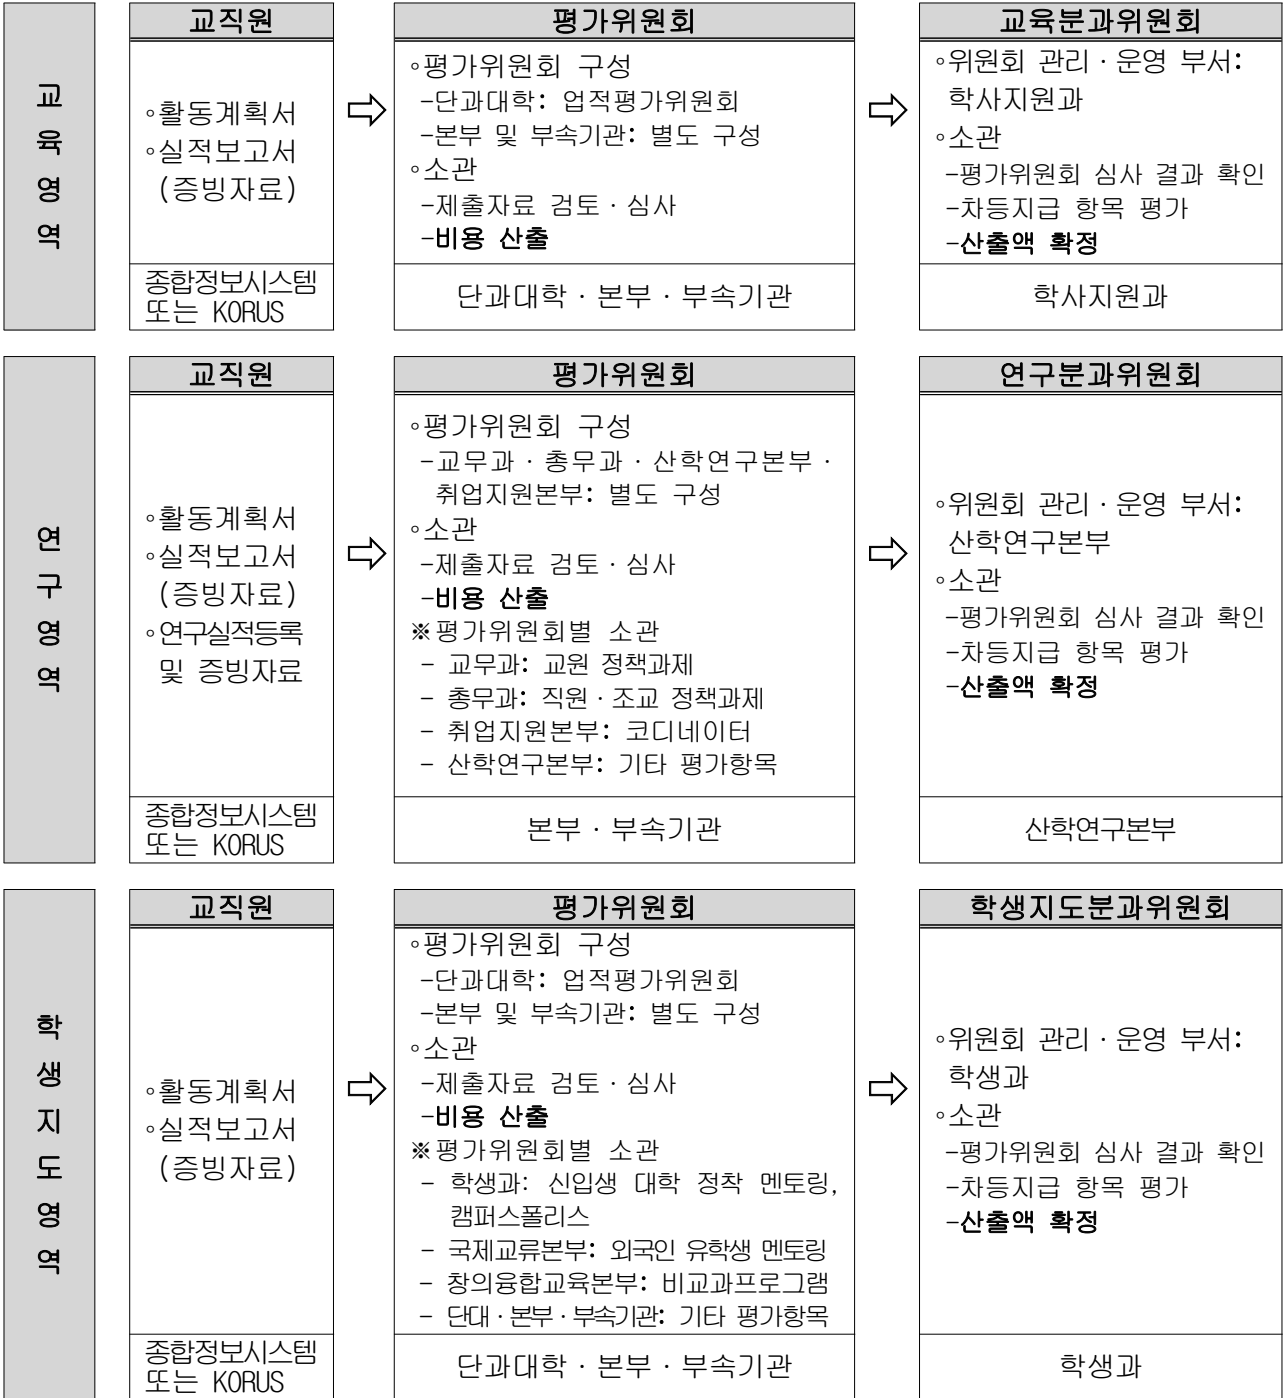 교육영역
교직원
◦활동계획서
◦실적보고서
(증빙자료)
종합정보시스템
또는 KORUS
평가위원회
◦평가위원회 구성
-단과대학: 업적평가위원회
-본부 및 부속기관: 별도 구성
◦소관
-제출자료 검토·심사
-비용 산출
단과대학·본부·부속기관
교육분과위원회
◦위원회 관리·운영 부서:
학사지원과
◦소관
-평가위원회 심사 결과 확인
-차등지급 항목 평가
-산출액 확정
학사지원과
연구영역
교직원
◦활동계획서
◦실적보고서
(증빙자료)
◦연구실적등록
및 증빙자료
종합정보시스템
또는 KORUS
평가위원회
◦평가위원회 구성
-교무과·총무과·산학연구본부·
취업지원본부: 별도 구성
◦소관
-제출자료 검토·심사
-비용 산출
※평가위원회별 소관
- 교무과: 교원 정책과제
- 총무과: 직원·조교 정책과제
- 취업지원본부: 코디네이터
- 산학연구본부: 기타 평가항목
본부·부속기관
연구분과위원회
◦위원회 관리·운영 부서:
산학연구본부
◦소관
-평가위원회 심사 결과 확인
-차등지급 항목 평가
-산출액 확정
산학연구본부
학생지도영역
교직원
◦활동계획서
◦실적보고서
(증빙자료)
종합정보시스템
또는 KORUS
평가위원회
◦평가위원회 구성
-단과대학: 업적평가위원회
-본부 및 부속기관: 별도 구성
◦소관
-제출자료 검토·심사
-비용 산출
※평가위원회별 소관
- 학생과: 신입생 대학 정착 멘토링,
캠퍼스폴리스
- 국제교류본부: 외국인 유학생 멘토링
- 창의융합교육본부: 비교과프로그램
- 단대·본부·부속기관: 기타 평가항목
단과대학·본부·부속기관
학생지도분과위원회
◦위원회 관리·운영 부서:
학생과
◦소관
-평가위원회 심사 결과 확인
-차등지급 항목 평가
-산출액 확정
학생과